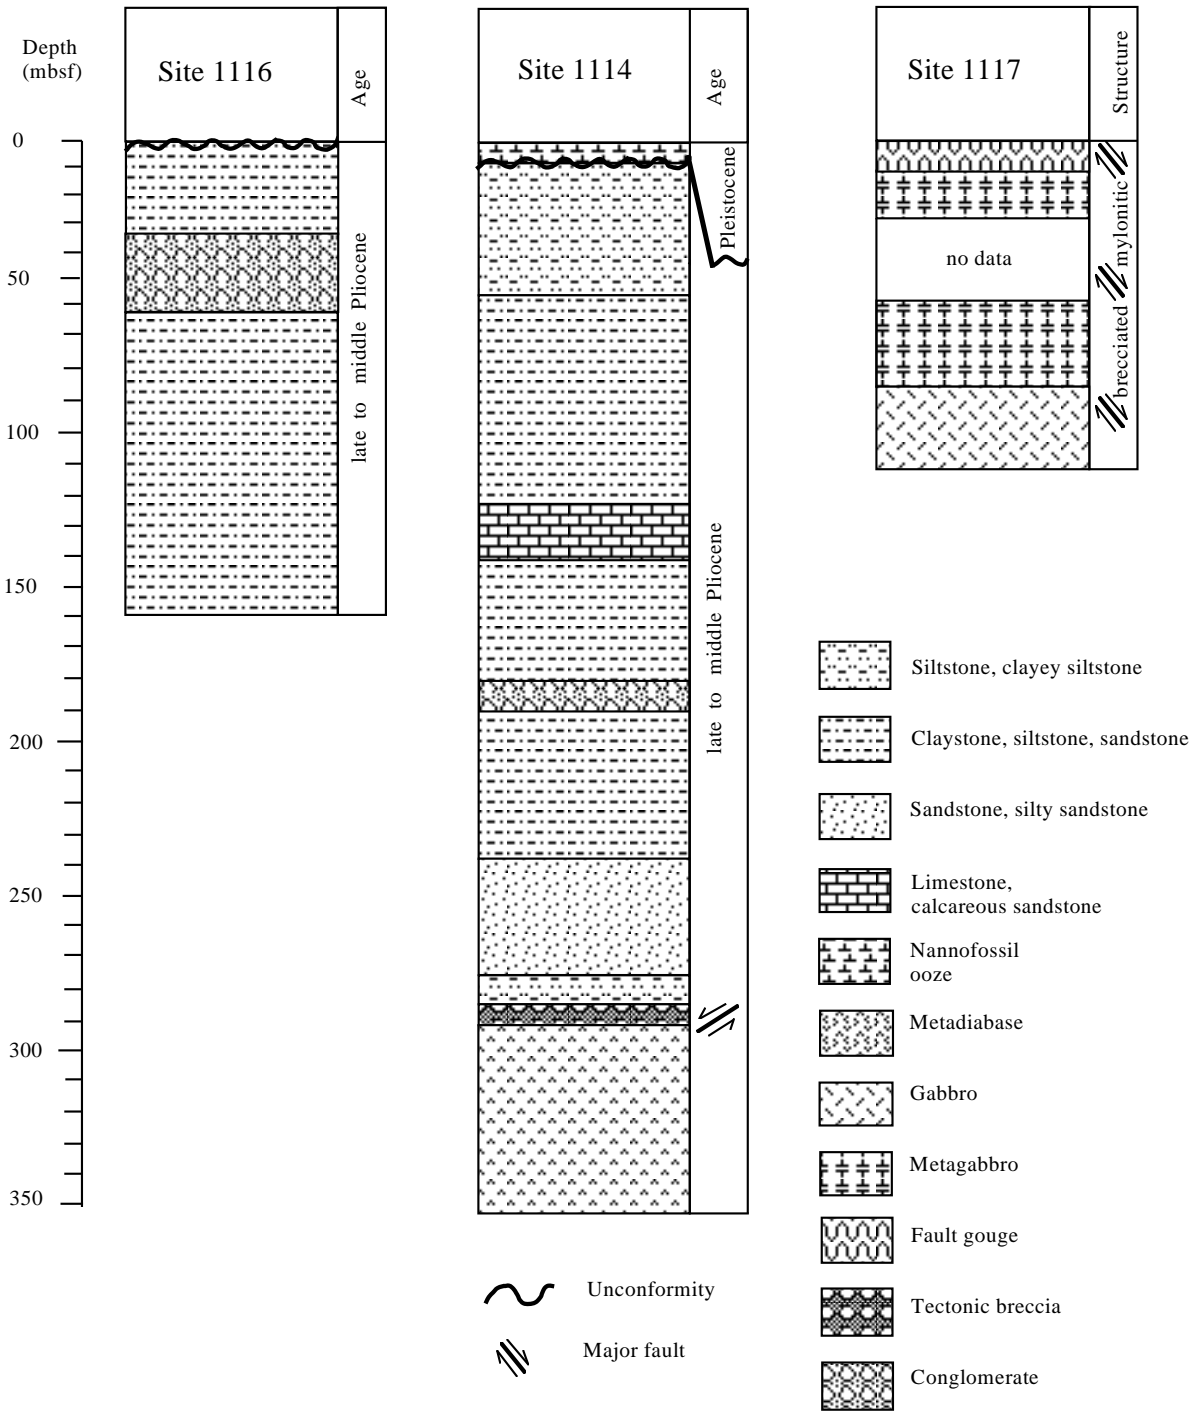 Depth
(mbsf)
Site 1116
Age
Site 1114
Age
Site 1117
Structure
0
50
100
150
200
250
300
350
late to middle Pliocene
Pleistocene
late to middle Pliocene
no data
mylonitic
brecciated
Siltstone, clayey siltstone
Claystone, siltstone, sandstone
Sandstone, silty sandstone
Limestone,
calcareous sandstone
Nannofossil
ooze
Metadiabase
Gabbro
Metagabbro
Fault gouge
Tectonic breccia
Conglomerate
Unconformity
Major fault